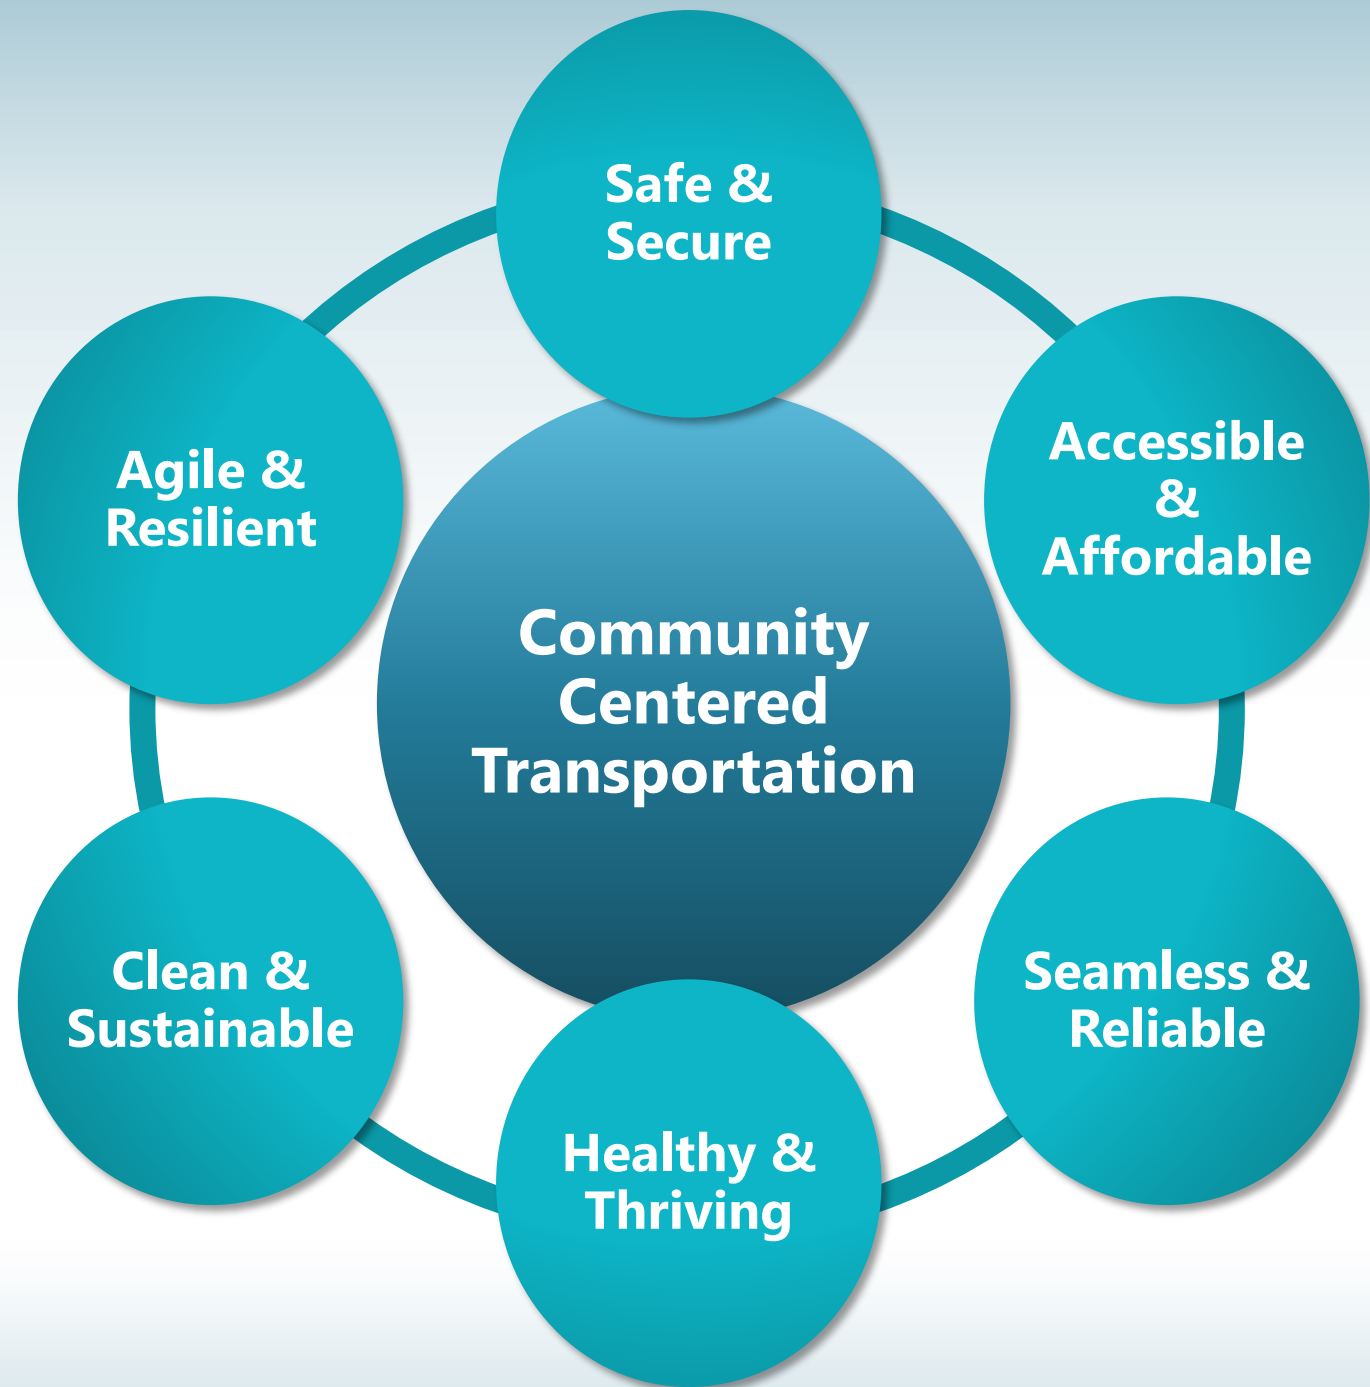 Safe &
Secure
Accessible
&
Affordable
Agile &
Resilient
Community
Centered
Transportation
Clean &
Sustainable
Seamless &
Reliable
Healthy &
Thriving